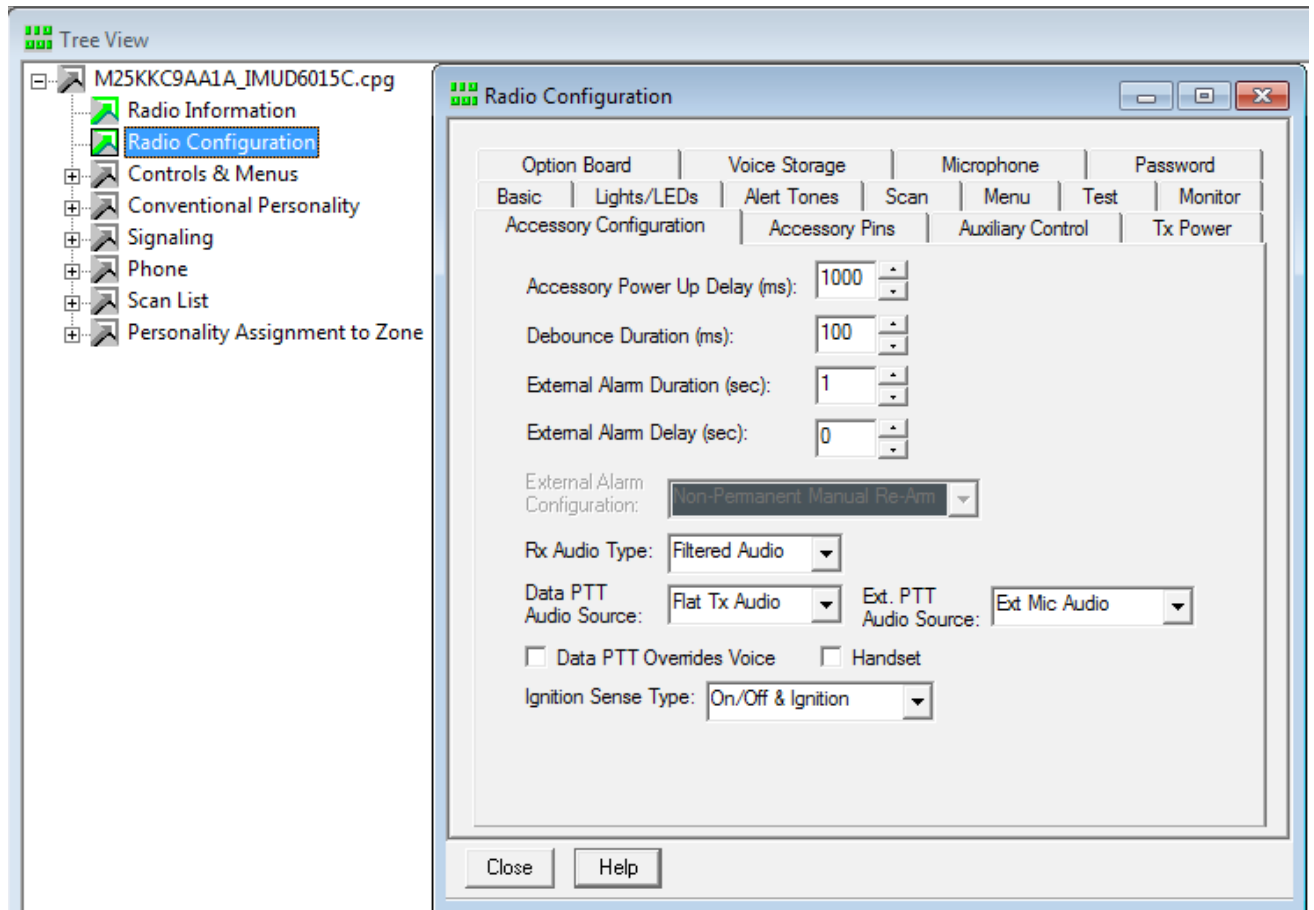 Tree View
M25KKC9AA1A_IMUD6015C.cpg
Radio Information
Radio Configuration
Controls & Menus
Conventional Personality
Signaling
Phone
Scan List
Personality Assignment to Zone
Radio Configuration
Option Board Voice Storage Microphone Password
Basic Lights/LEDs Alert Tones Scan Menu Test Monitor
Accessory Configuration Accessory Pins Auxiliary Control Tx Power
Accessory Power Up Delay (ms): 1000
Debounce Duration (ms): 100
External Alarm Duration (sec): 1
External Alarm Delay (sec): 0
External Alarm
Configuration: Non-Permanent Manual Re-Arm
Rx Audio Type: Filtered Audio
Data PTT
Audio Source: Flat Tx Audio
Ext. PTT
Audio Source: Ext Mic Audio
Data PTT Overrides Voice Handset
Ignition Sense Type: On/Off & Ignition
Close Help